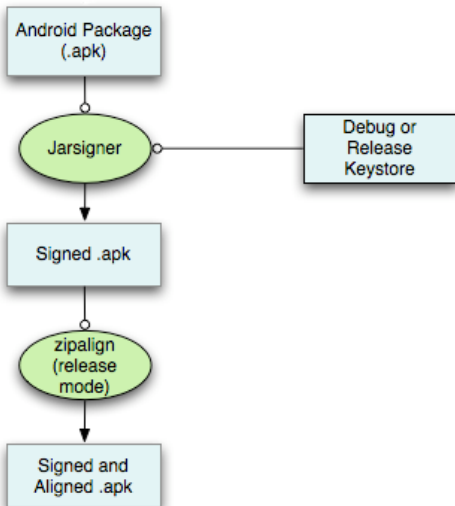 Android Package
(.apk)
Jarsigner
Debug or
Release
Keystore
Signed .apk
zipalign
(release
mode)
Signed and
Aligned .apk